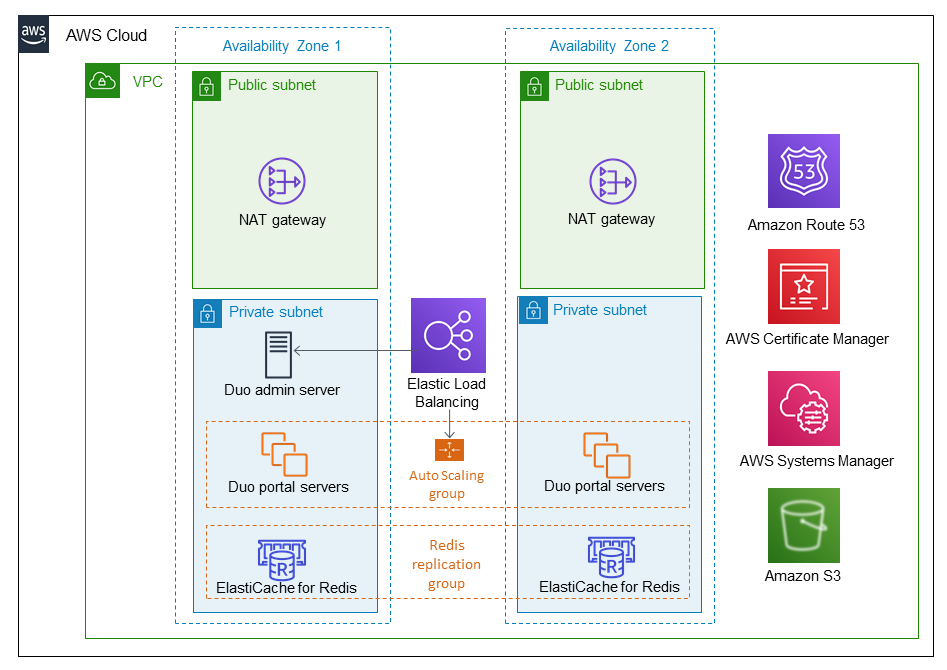 aws
AWS Cloud
Availability Zone 1
Availability Zone 2
VPC
Public subnet
Public subnet
NAT gateway
NAT gateway
53
Amazon Route 53
AWS Certificate Manager
AWS Systems Manager
Amazon S3
Private subnet
Private subnet
Duo admin server
Elastic Load
Balancing
Duo portal servers
Auto Scaling
group
Duo portal servers
R
ElastiCache for Redis
Redis
replication
group
R
ElastiCache for Redis